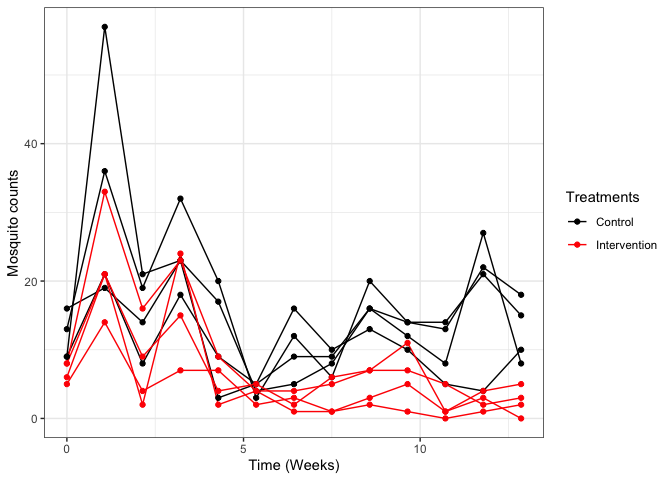 40
20
0
Mosquito counts
0 5 10
Time (Weeks)
Treatments
Control
Intervention